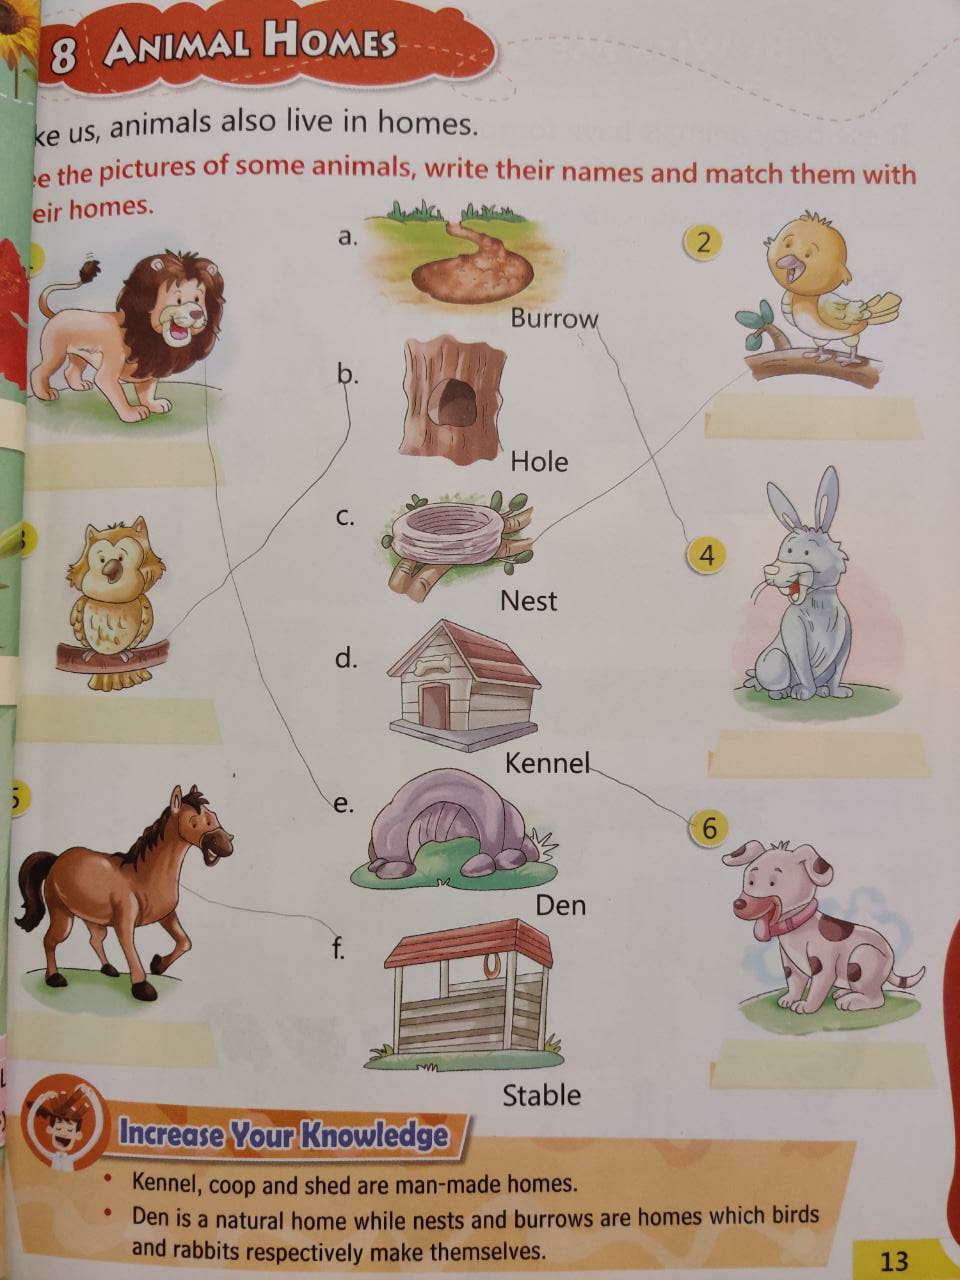 8 ANIMAL HOMES
ke us, animals also live in homes.
e the pictures of some animals, write their names and match them with
eir homes.
a.
2
Burrow
b.
Hole
3
c.
4
Nest
d.
Kennel
5
e.
6
Den
f.
Stable
Increase Your Knowledge
• Kennel, coop and shed are man-made homes.
• Den is a natural home while nests and burrows are homes which birds
and rabbits respectively make themselves.
13